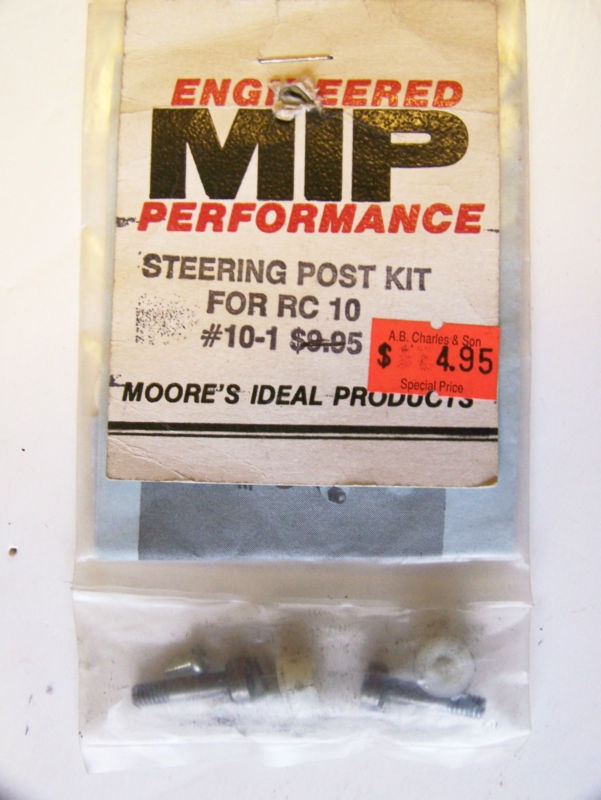 ENGINEERED
MIP
PERFORMANCE
STEERING POST KIT
FOR RC 10
#10-1 $9.95
A.B. Charles & Son
$ 4.95
Special Price
MOORE'S IDEAL PRODUCTS